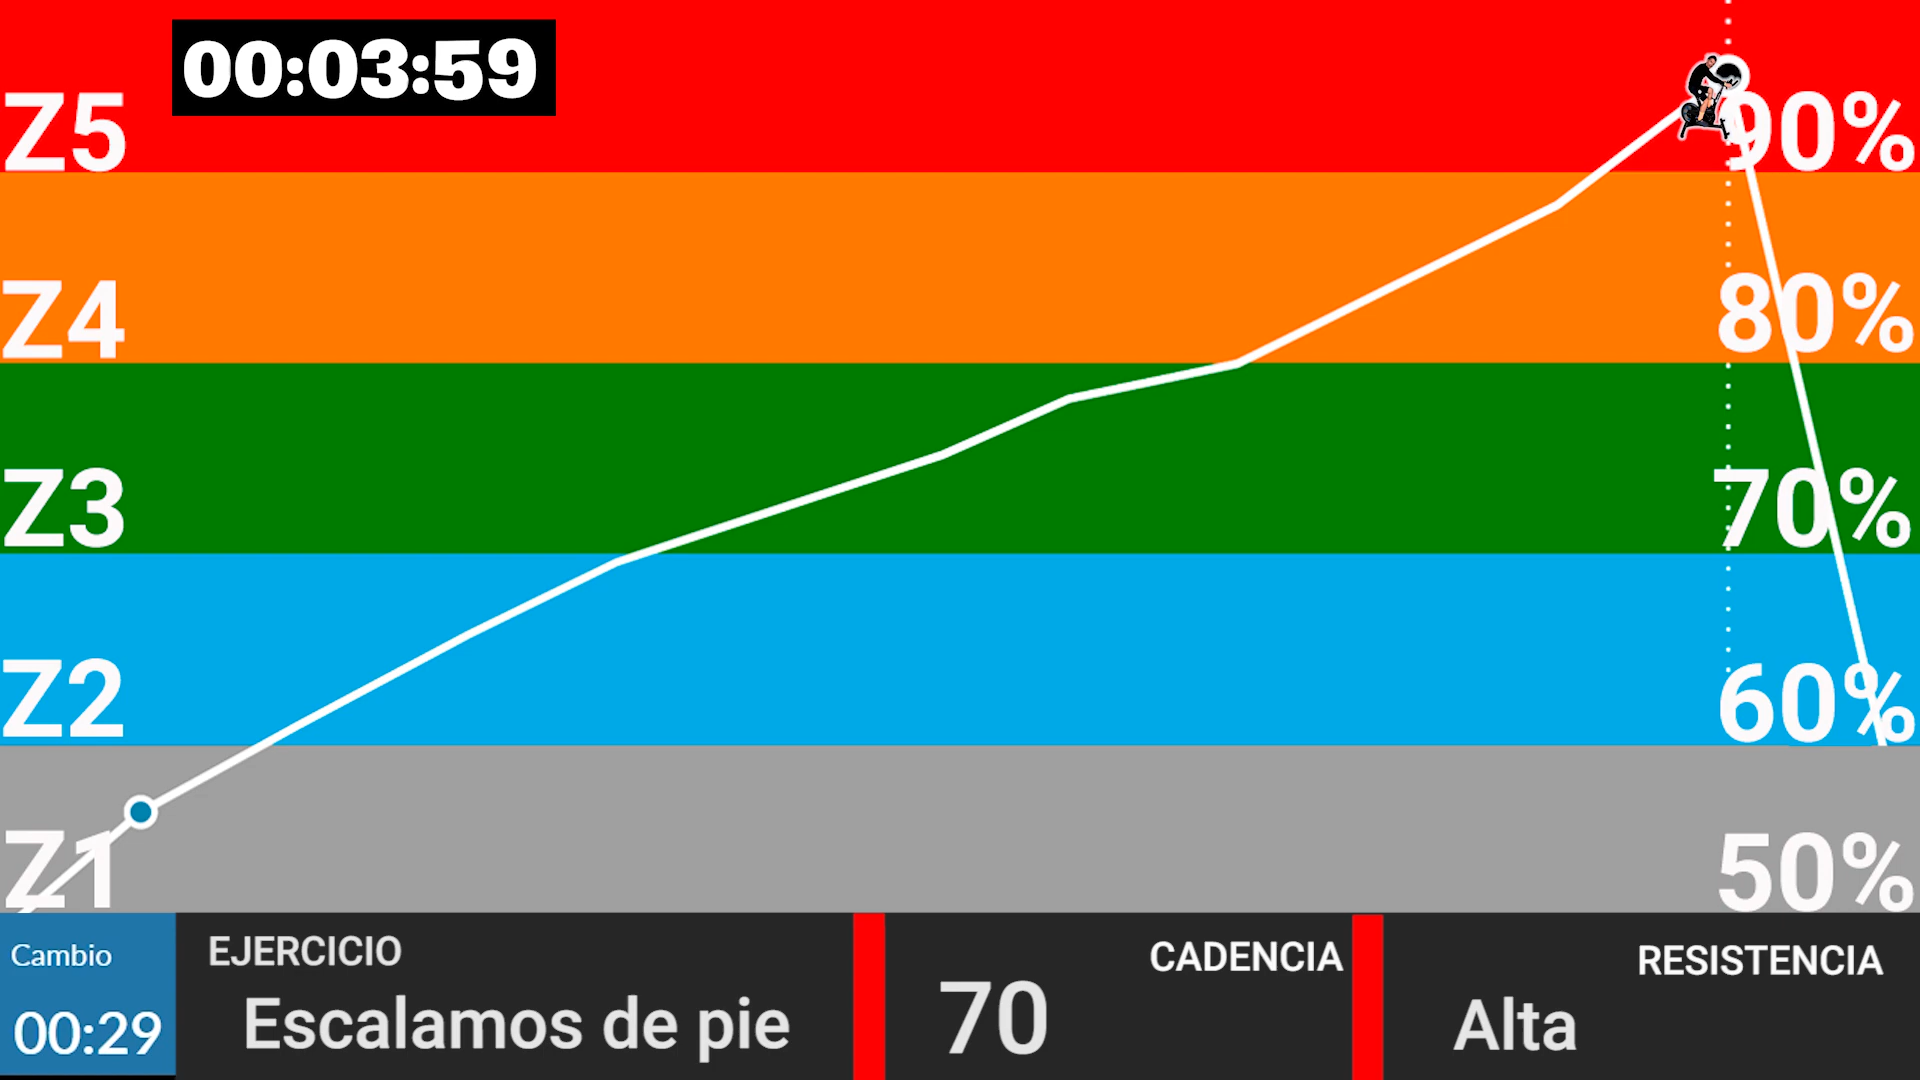 00:03:59
Z5 90%
Z4 80%
Z3 70%
Z2 60%
Z1 50%
Cambio
00:29
EJERCICIO
Escalamos de pie
CADENCIA
70
RESISTENCIA
Alta